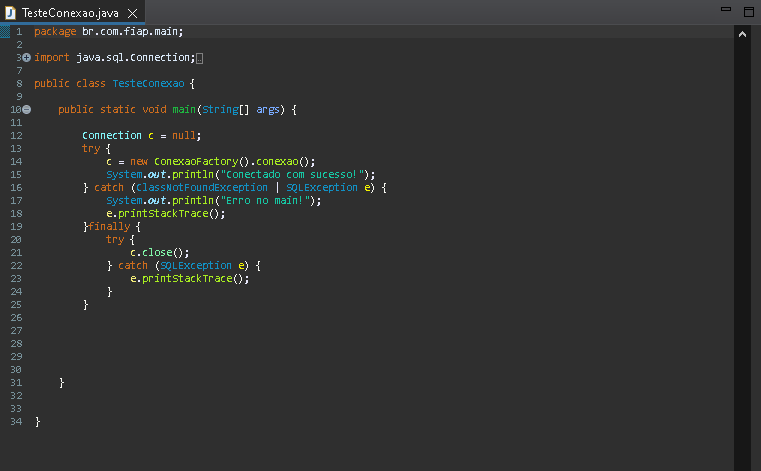 TesteConexao.java
1 package br.com.fiap.main;
2
3 import java.sql.Connection;
7
8 public class TesteConexao {
9
10 public static void main(String[] args) {
11
12 Connection c = null;
13 try {
14 c = new ConexaoFactory().conexao();
15 System.out.println("Conectado com sucesso!");
16 } catch (ClassNotFoundException | SQLException e) {
17 System.out.println("Erro no main!");
18 e.printStackTrace();
19 }finally {
20 try {
21 c.close();
22 } catch (SQLException e) {
23 e.printStackTrace();
24 }
25 }
26
27
28
29
30
31 }
32
33
34 }